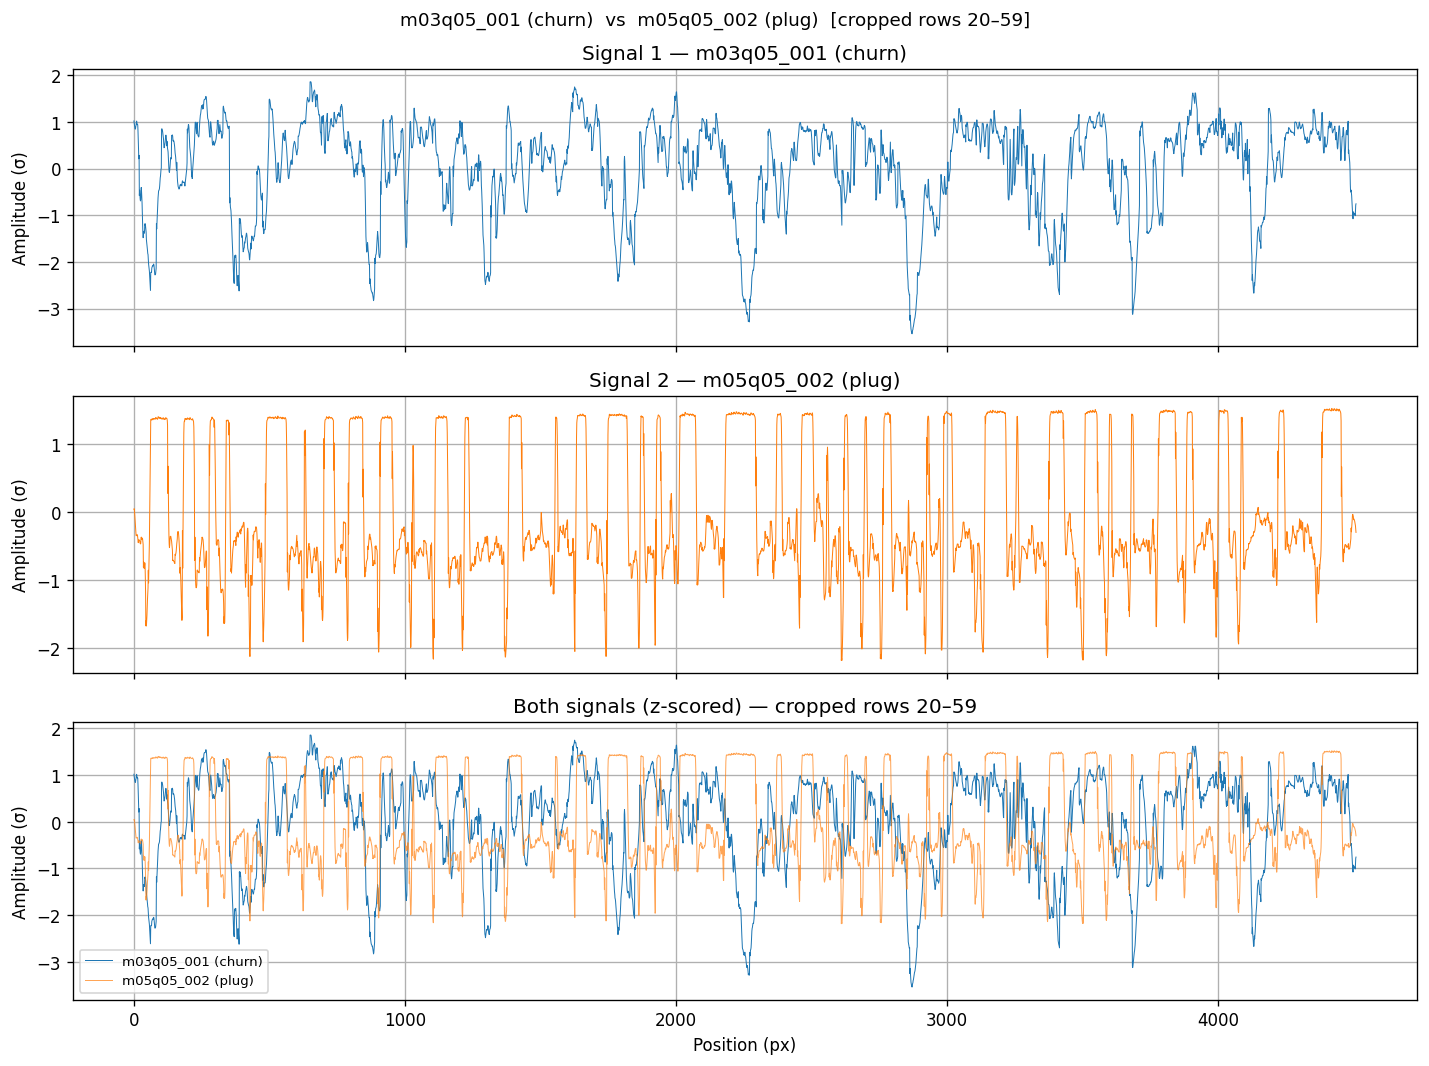 m03q05_001 (churn)  vs  m05q05_002 (plug)  [cropped rows 20–59]
Signal 1 — m03q05_001 (churn)
2
1
0
−1
−2
−3
Amplitude (σ)
Signal 2 — m05q05_002 (plug)
1
0
−1
−2
Amplitude (σ)
Both signals (z-scored) — cropped rows 20–59
2
1
0
−1
−2
−3
Amplitude (σ)
m03q05_001 (churn)
m05q05_002 (plug)
0 1000 2000 3000 4000
Position (px)